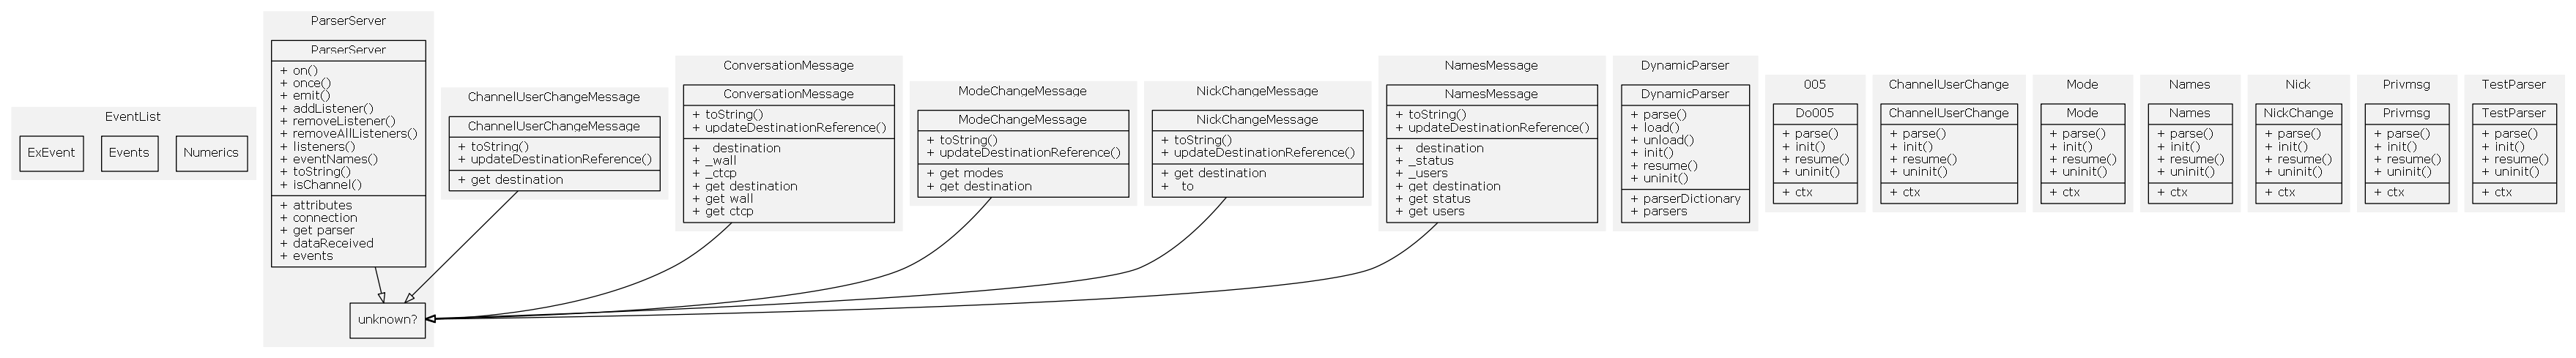 EventList
ExEvent
Events
Numerics
ParserServer
ParserServer
+ on()
+ once()
+ emit()
+ addListener()
+ removeListener()
+ removeAllListeners()
+ listeners()
+ eventNames()
+ toString()
+ isChannel()
+ attributes
+ connection
+ get parser
+ dataReceived
+ events
unknown?
ChannelUserChangeMessage
ChannelUserChangeMessage
+ toString()
+ updateDestinationReference()
+ get destination
ConversationMessage
ConversationMessage
+ toString()
+ updateDestinationReference()
+ _destination
+ _wall
+ _ctcp
+ get destination
+ get wall
+ get ctcp
ModeChangeMessage
ModeChangeMessage
+ toString()
+ updateDestinationReference()
+ get modes
+ get destination
NickChangeMessage
NickChangeMessage
+ toString()
+ updateDestinationReference()
+ get destination
+ _to
NamesMessage
NamesMessage
+ toString()
+ updateDestinationReference()
+ _destination
+ _status
+ _users
+ get destination
+ get status
+ get users
DynamicParser
DynamicParser
+ parse()
+ load()
+ unload()
+ init()
+ resume()
+ uninit()
+ parserDictionary
+ parsers
005
Do005
+ parse()
+ init()
+ resume()
+ uninit()
+ ctx
ChannelUserChange
ChannelUserChange
+ parse()
+ init()
+ resume()
+ uninit()
+ ctx
Mode
Mode
+ parse()
+ init()
+ resume()
+ uninit()
+ ctx
Names
Names
+ parse()
+ init()
+ resume()
+ uninit()
+ ctx
Nick
NickChange
+ parse()
+ init()
+ resume()
+ uninit()
+ ctx
Privmsg
Privmsg
+ parse()
+ init()
+ resume()
+ uninit()
+ ctx
TestParser
TestParser
+ parse()
+ init()
+ resume()
+ uninit()
+ ctx